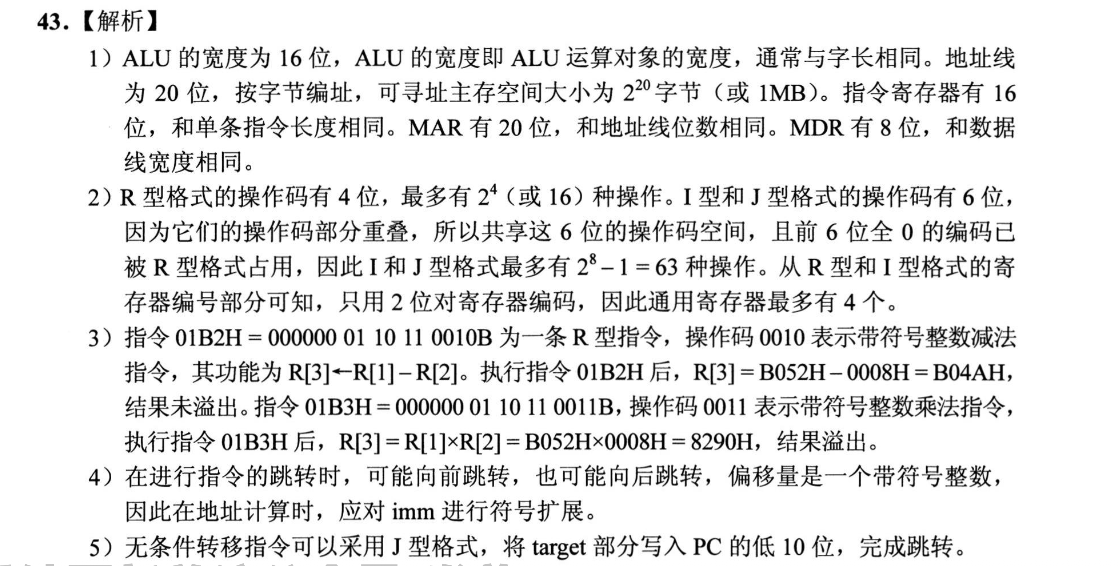 43.【解析】
1）ALU 的宽度为 16 位，ALU 的宽度即 ALU 运算对象的宽度，通常与字长相同。地址线
为 20 位，按字节编址，可寻址主存空间大小为 2²⁰ 字节（或 1MB）。指令寄存器有 16
位，和单条指令长度相同。MAR 有 20 位，和地址线位数相同。MDR 有 8 位，和数据
线宽度相同。
2）R 型格式的操作码有 4 位，最多有 2⁴（或 16）种操作。I 型和 J 型格式的操作码有 6 位，
因为它们的操作码部分重叠，所以共享这 6 位的操作码空间，且前 6 位全 0 的编码已
被 R 型格式占用，因此 I 和 J 型格式最多有 2⁸ – 1 = 63 种操作。从 R 型和 I 型格式的寄
存器编号部分可知，只用 2 位对寄存器编码，因此通用寄存器最多有 4 个。
3）指令 01B2H = 000000 01 10 11 0010B 为一条 R 型指令，操作码 0010 表示带符号整数减法
指令，其功能为 R[3]←R[1] – R[2]。执行指令 01B2H 后，R[3] = B052H – 0008H = B04AH，
结果未溢出。指令 01B3H = 000000 01 10 11 0011B，操作码 0011 表示带符号整数乘法指令，
执行指令 01B3H 后，R[3] = R[1]×R[2] = B052H×0008H = 8290H，结果溢出。
4）在进行指令的跳转时，可能向前跳转，也可能向后跳转，偏移量是一个带符号整数，
因此在地址计算时，应对 imm 进行符号扩展。
5）无条件转移指令可以采用 J 型格式，将 target 部分写入 PC 的低 10 位，完成跳转。